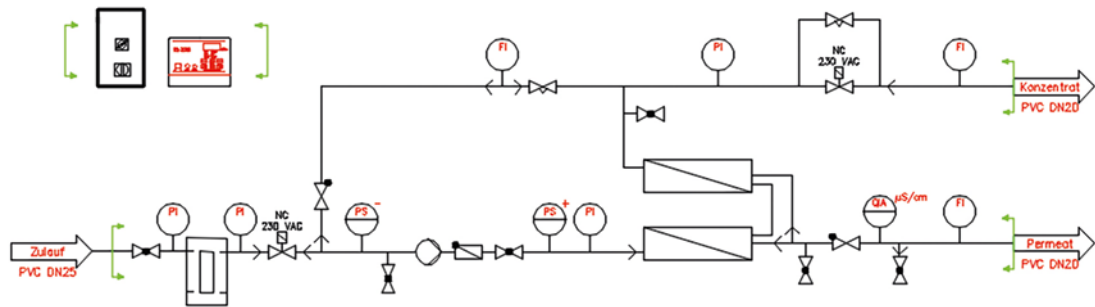 FI
PI
NC
230 VAC
FI
Konzentrat
PVC DN20
PI
PI
NC
230 VAC
PS -
PS +
PI
QIA µS/cm
FI
Zulauf
PVC DN25
Permeat
PVC DN20